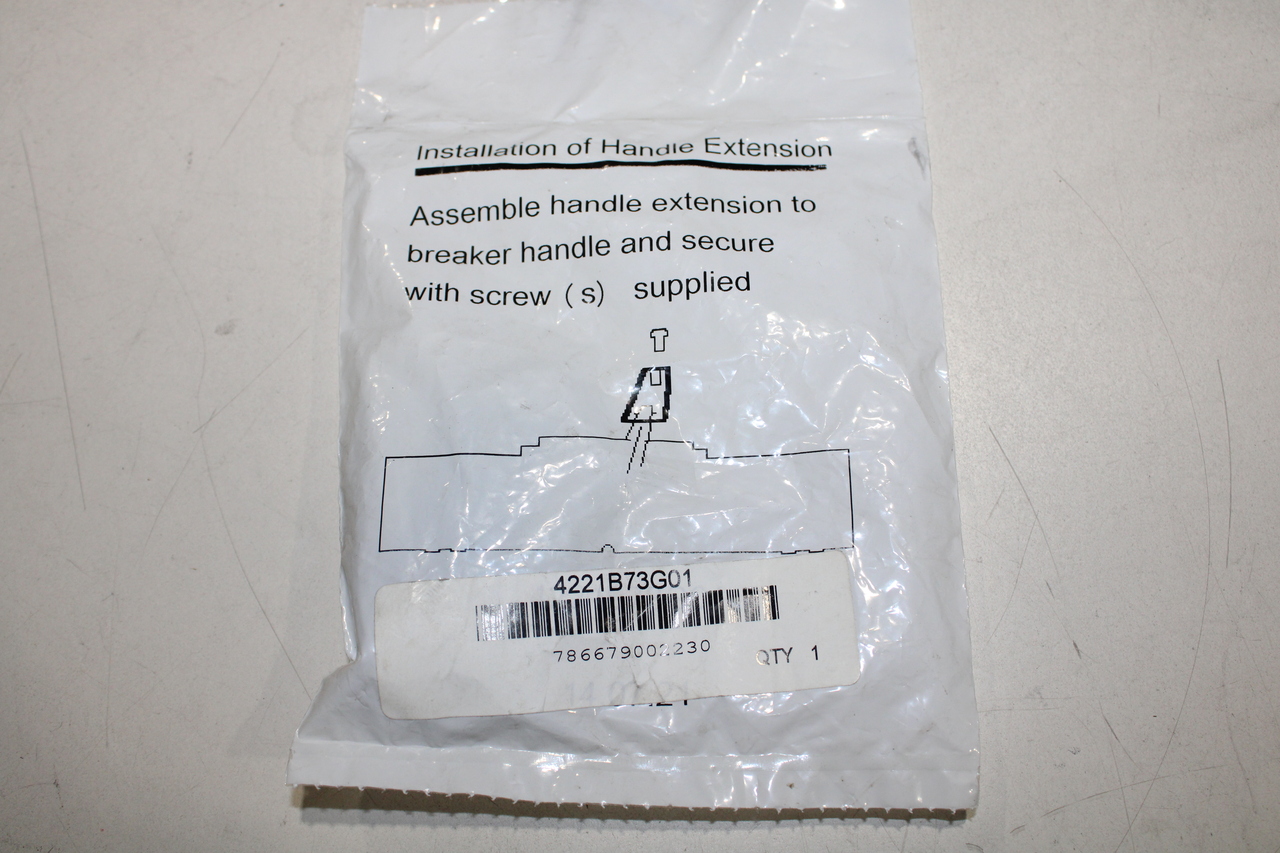 Installation of Handle Extension
Assemble handle extension to
breaker handle and secure
with screw (s) supplied
4221B73G01
786679002230
QTY 1